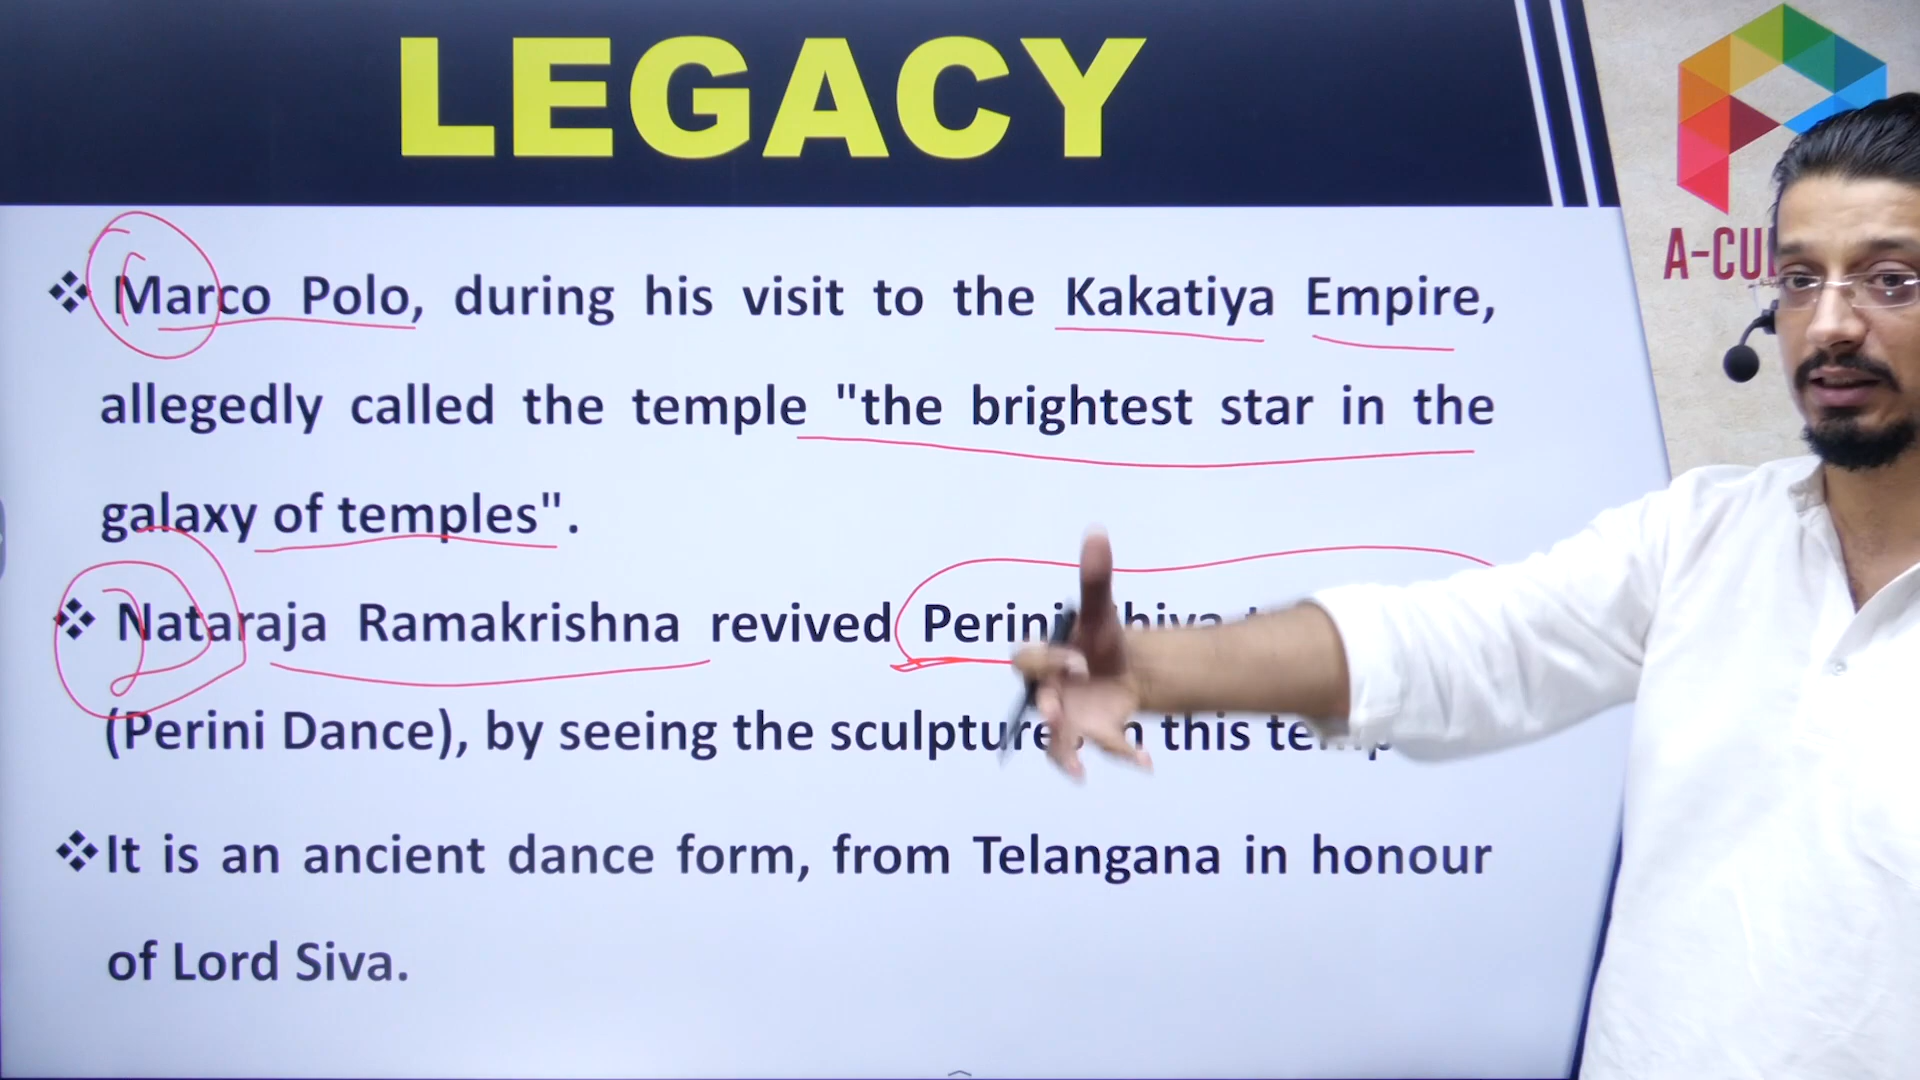 LEGACY
❖ Marco Polo, during his visit to the Kakatiya Empire,
allegedly called the temple "the brightest star in the
galaxy of temples".
❖ Nataraja Ramakrishna revived Perini
(Perini Dance), by seeing the sculptures in this
❖ It is an ancient dance form, from Telangana in honour
of Lord Siva.